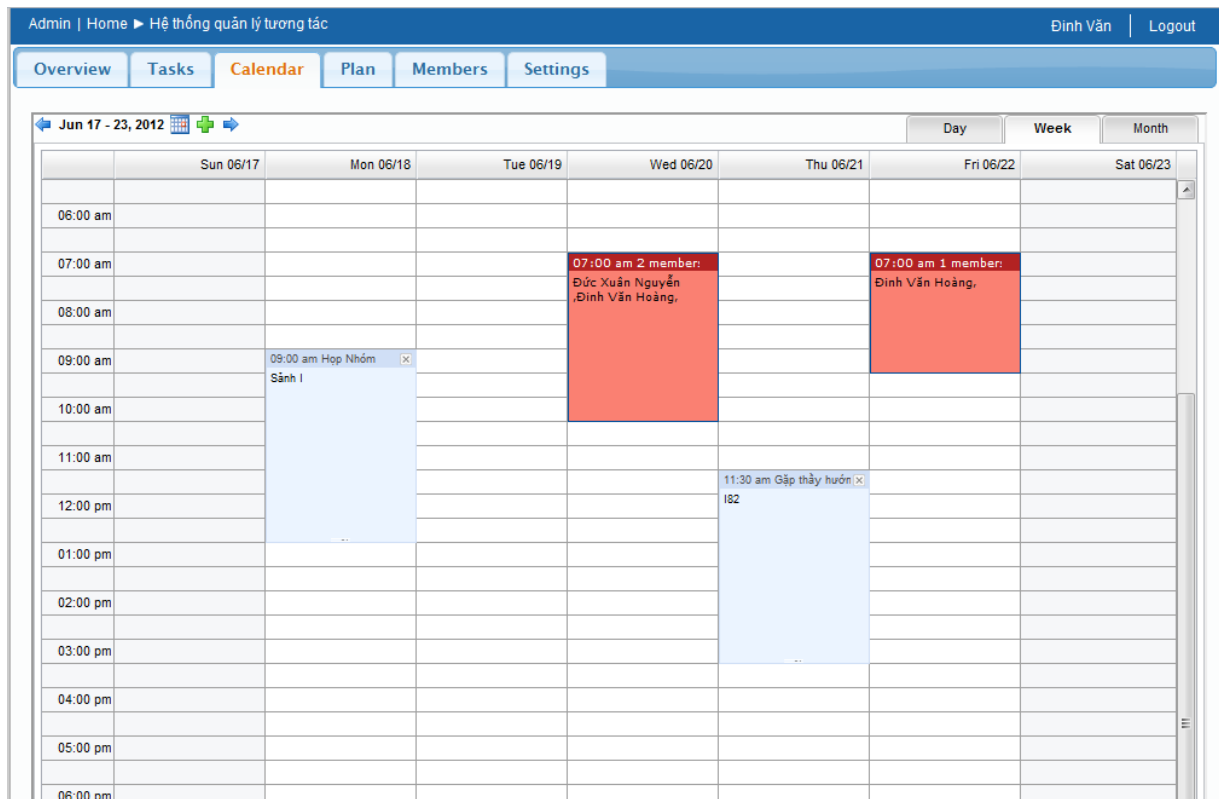 Admin | Home ► Hệ thống quản lý tương tác
Đinh Văn | Logout
Overview Tasks Calendar Plan Members Settings
Jun 17 - 23, 2012
Day Week Month
Sun 06/17 Mon 06/18 Tue 06/19 Wed 06/20 Thu 06/21 Fri 06/22 Sat 06/23
06:00 am
07:00 am
07:00 am 2 member:
Đức Xuân Nguyễn
,Đinh Văn Hoàng,
07:00 am 1 member:
Đinh Văn Hoàng,
08:00 am
09:00 am
09:00 am Họp Nhóm
Sảnh I
10:00 am
11:00 am
11:30 am Gặp thầy hướn
I82
12:00 pm
01:00 pm
02:00 pm
03:00 pm
04:00 pm
05:00 pm
06:00 pm